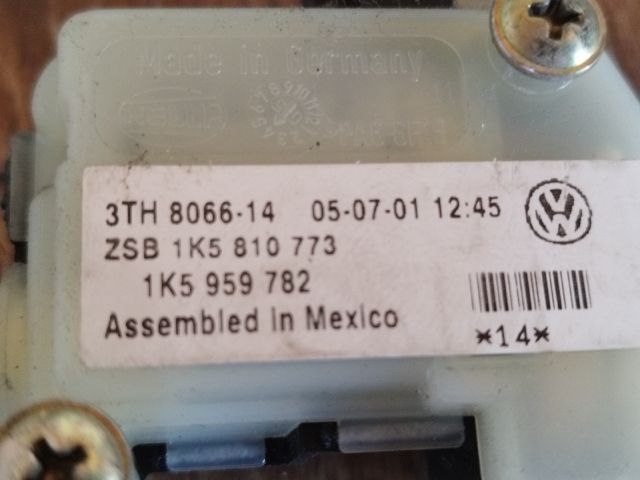 Made in Germany
HELLA
3TH 8066-14 05-07-01 12:45
ZSB 1K5 810 773
1K5 959 782
Assembled in Mexico
*14*